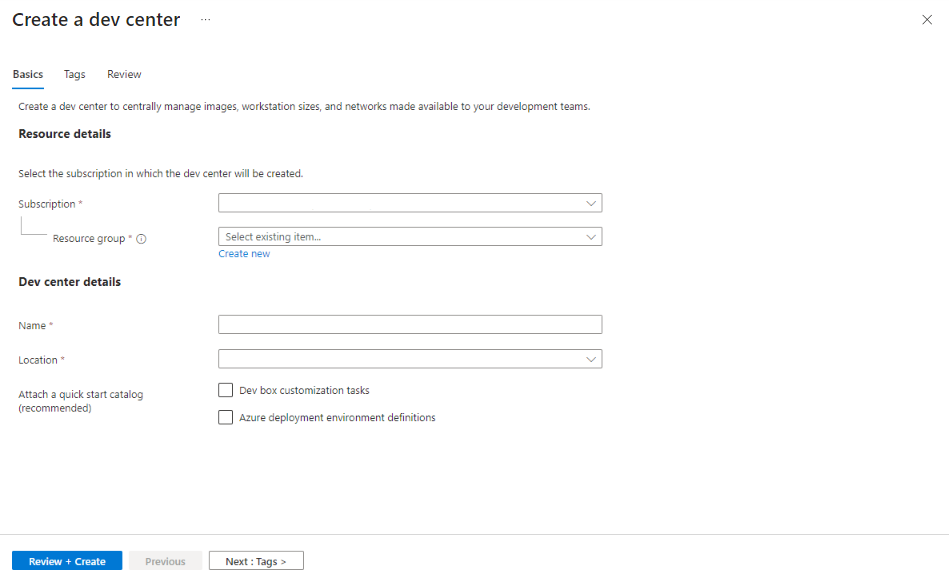 Create a dev center ...
Basics Tags Review
Create a dev center to centrally manage images, workstation sizes, and networks made available to your development teams.
Resource details
Select the subscription in which the dev center will be created.
Subscription *
Resource group * Select existing item...
Create new
Dev center details
Name *
Location *
Attach a quick start catalog
(recommended)
Dev box customization tasks
Azure deployment environment definitions
Review + Create Previous Next : Tags >